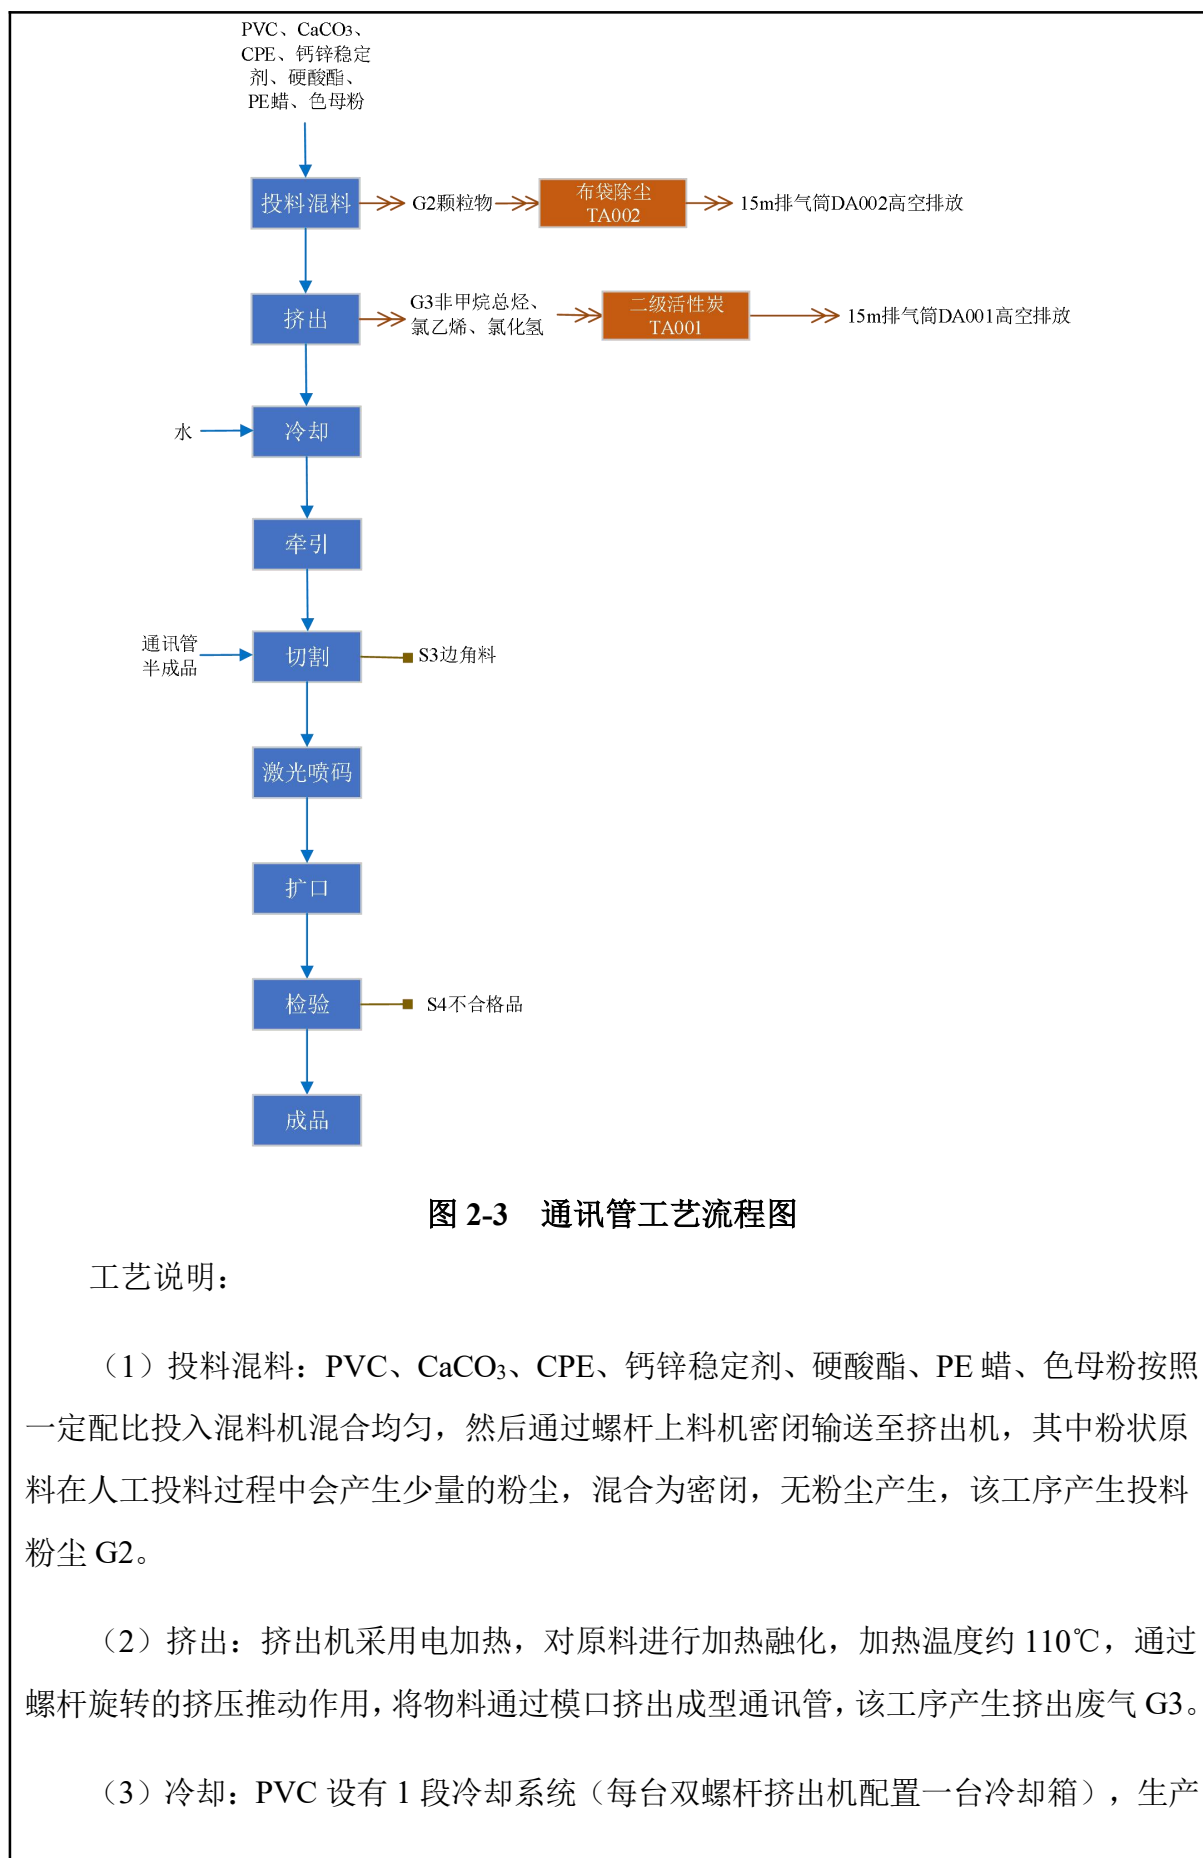 PVC、CaCO₃、
CPE、钙锌稳定
剂、硬酸酯、
PE蜡、色母粉
投料混料
G2颗粒物
布袋除尘
TA002
15m排气筒DA002高空排放
挤出
G3非甲烷总烃、
氯乙烯、氯化氢
二级活性炭
TA001
15m排气筒DA001高空排放
水
冷却
牵引
通讯管
半成品
切割
S3边角料
激光喷码
扩口
检验
S4不合格品
成品
图 2-3 通讯管工艺流程图
工艺说明：
（1）投料混料：PVC、CaCO₃、CPE、钙锌稳定剂、硬酸酯、PE 蜡、色母粉按照
一定配比投入混料机混合均匀，然后通过螺杆上料机密闭输送至挤出机，其中粉状原
料在人工投料过程中会产生少量的粉尘，混合为密闭，无粉尘产生，该工序产生投料
粉尘 G2。
（2）挤出：挤出机采用电加热，对原料进行加热融化，加热温度约 110℃，通过
螺杆旋转的挤压推动作用，将物料通过模口挤出成型通讯管，该工序产生挤出废气 G3。
（3）冷却：PVC 设有 1 段冷却系统（每台双螺杆挤出机配置一台冷却箱），生产